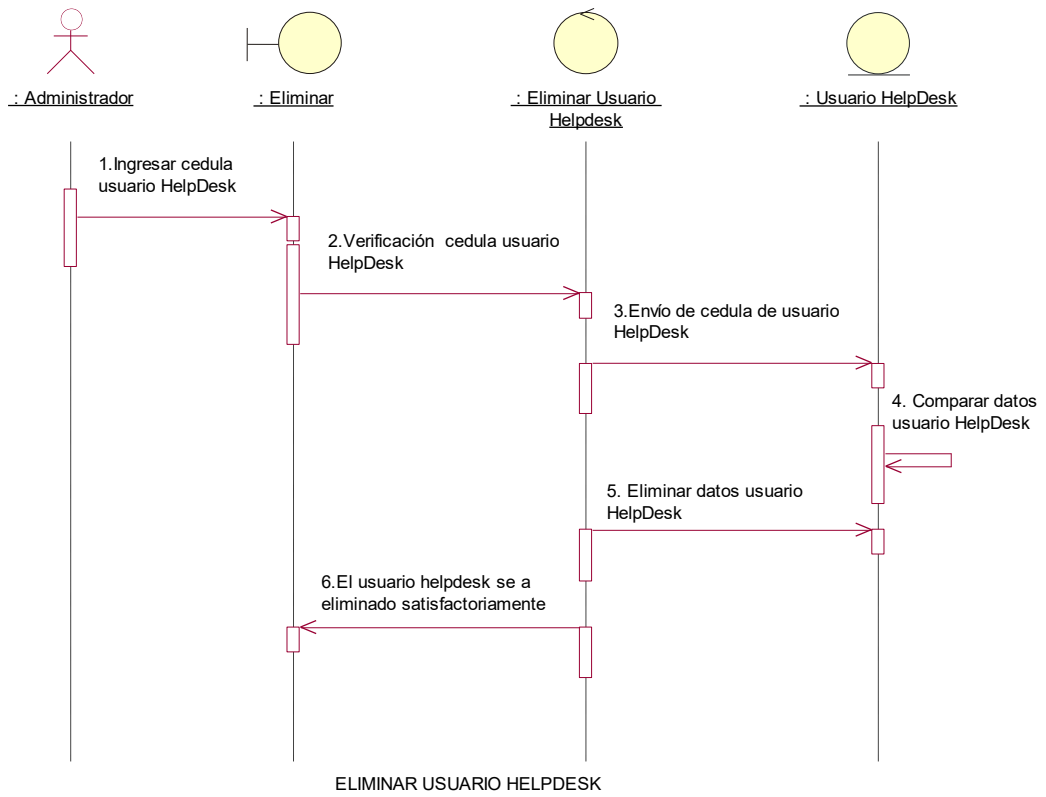 : Administrador
: Eliminar
: Eliminar Usuario
Helpdesk
: Usuario HelpDesk
1.Ingresar cedula
usuario HelpDesk
2.Verificación cedula usuario
HelpDesk
3.Envío de cedula de usuario
HelpDesk
4. Comparar datos
usuario HelpDesk
5. Eliminar datos usuario
HelpDesk
6.El usuario helpdesk se a
eliminado satisfactoriamente
ELIMINAR USUARIO HELPDESK